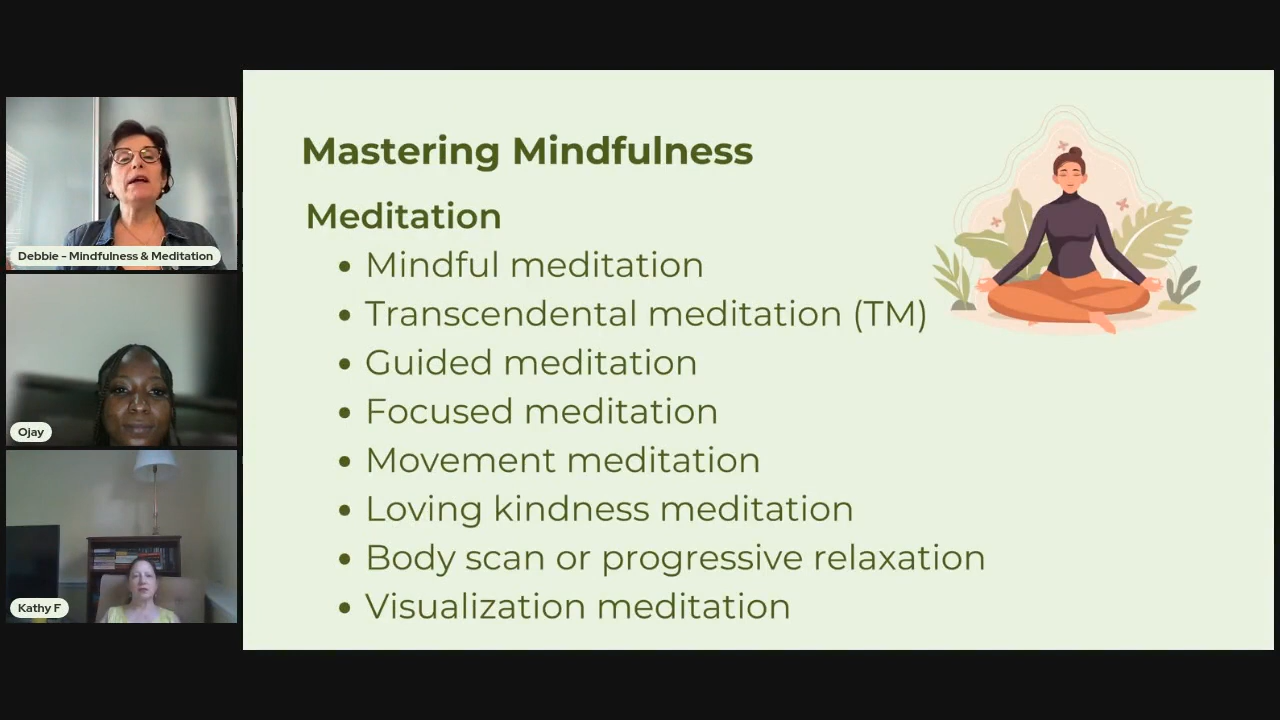 Mastering Mindfulness
Meditation
• Mindful meditation
• Transcendental meditation (TM)
• Guided meditation
• Focused meditation
• Movement meditation
• Loving kindness meditation
• Body scan or progressive relaxation
• Visualization meditation
Debbie - Mindfulness & Meditation
Ojay
Kathy F